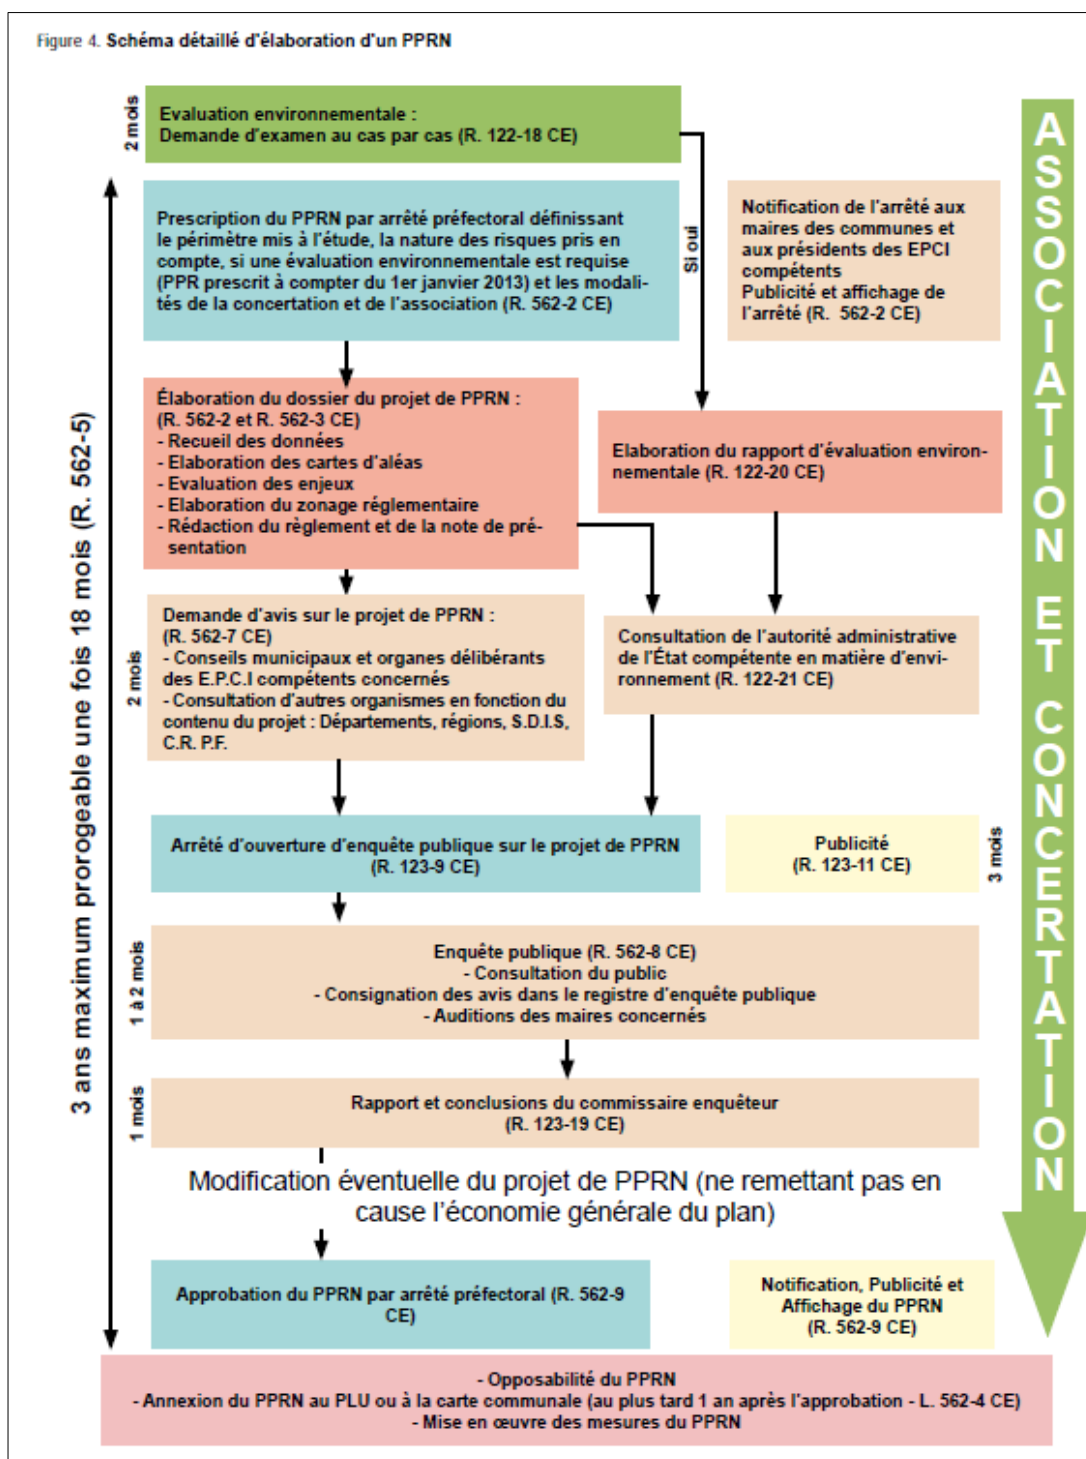 Figure 4. Schéma détaillé d'élaboration d'un PPRN
2 mois
Evaluation environnementale :
Demande d'examen au cas par cas (R. 122-18 CE)
Prescription du PPRN par arrêté préfectoral définissant
le périmètre mis à l'étude, la nature des risques pris en
compte, si une évaluation environnementale est requise
(PPR prescrit à compter du 1er janvier 2013) et les modali-
tés de la concertation et de l'association (R. 562-2 CE)
Si oui
Notification de l'arrêté aux
maires des communes et
aux présidents des EPCI
compétents
Publicité et affichage de
l'arrêté (R. 562-2 CE)
Élaboration du dossier du projet de PPRN :
(R. 562-2 et R. 562-3 CE)
- Recueil des données
- Elaboration des cartes d'aléas
- Evaluation des enjeux
- Elaboration du zonage réglementaire
- Rédaction du règlement et de la note de pré-
sentation
Elaboration du rapport d'évaluation environ-
nementale (R. 122-20 CE)
2 mois
Demande d'avis sur le projet de PPRN :
(R. 562-7 CE)
- Conseils municipaux et organes délibérants
des E.P.C.I compétents concernés
- Consultation d'autres organismes en fonction du
contenu du projet : Départements, régions, S.D.I.S,
C.R. P.F.
Consultation de l'autorité administrative
de l'État compétente en matière d'envi-
ronnement (R. 122-21 CE)
Arrêté d'ouverture d'enquête publique sur le projet de PPRN
(R. 123-9 CE)
Publicité
(R. 123-11 CE)
3 mois
1 à 2 mois
Enquête publique (R. 562-8 CE)
- Consultation du public
- Consignation des avis dans le registre d'enquête publique
- Auditions des maires concernés
1 mois
Rapport et conclusions du commissaire enquêteur
(R. 123-19 CE)
Modification éventuelle du projet de PPRN (ne remettant pas en
cause l'économie générale du plan)
Approbation du PPRN par arrêté préfectoral (R. 562-9
CE)
Notification, Publicité et
Affichage du PPRN
(R. 562-9 CE)
- Opposabilité du PPRN
- Annexion du PPRN au PLU ou à la carte communale (au plus tard 1 an après l'approbation - L. 562-4 CE)
- Mise en œuvre des mesures du PPRN
3 ans maximum prorogeable une fois 18 mois (R. 562-5)
ASSOCIATION ET CONCERTATION